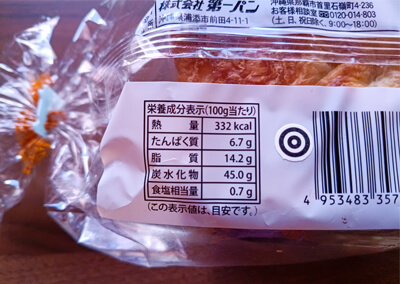 株式会社 第一パン
浦添市前田4-11-1
沖縄県那覇市首里石嶺町4-236
お客様相談室 0120-014-803
(土、日、祝日除く、9:00~18:00)
栄養成分表示(100g当たり)
熱 量 332 kcal
たんぱく質 6.7 g
脂 質 14.2 g
炭水化物 45.0 g
食塩相当量 0.7 g
(この表示値は、目安です。)
4 953483 357